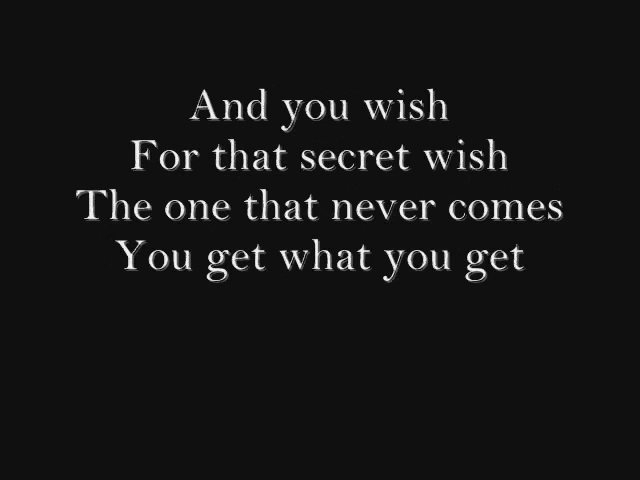 And you wish
For that secret wish
The one that never comes
You get what you get